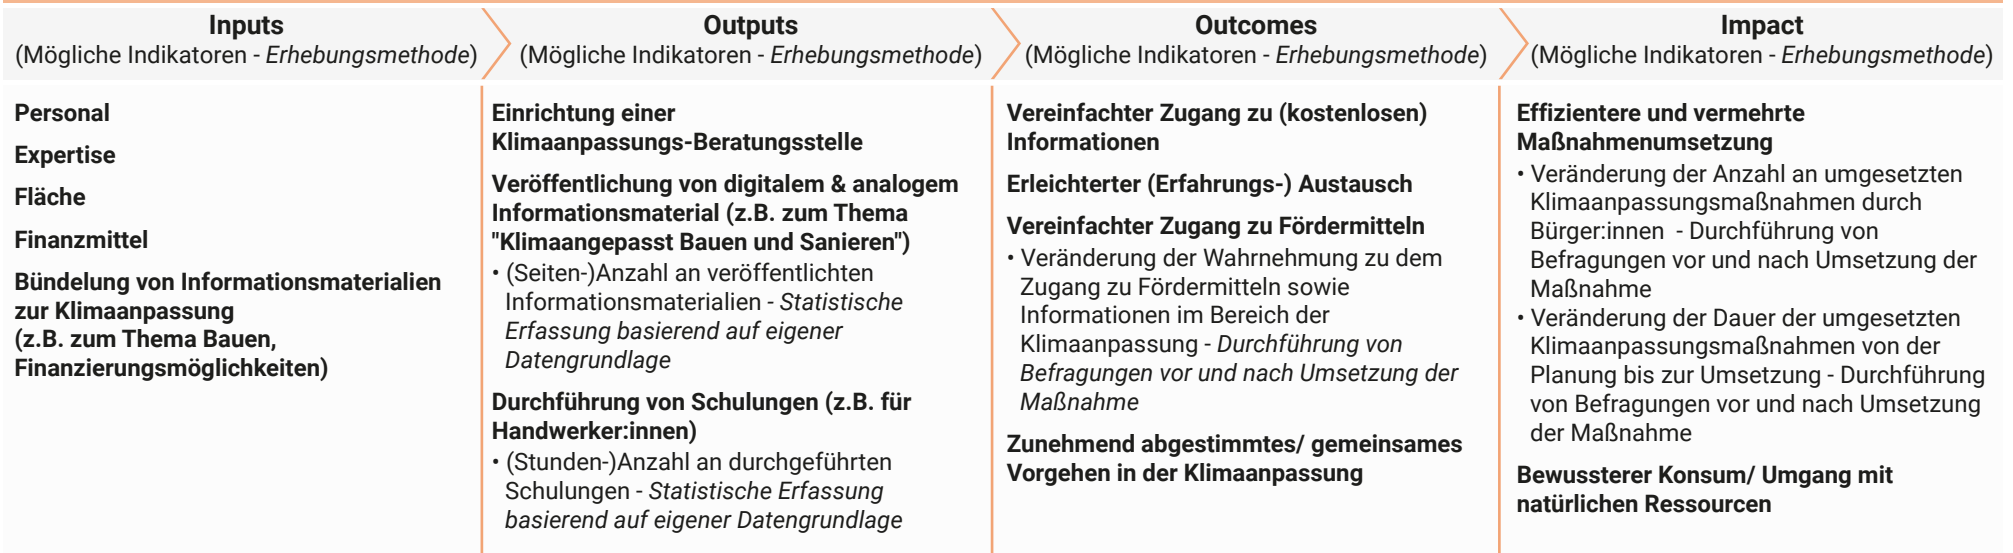 Inputs
(Mögliche Indikatoren - Erhebungsmethode)
Personal
Expertise
Fläche
Finanzmittel
Bündelung von Informationsmaterialien
zur Klimaanpassung
(z.B. zum Thema Bauen,
Finanzierungsmöglichkeiten)
Outputs
(Mögliche Indikatoren - Erhebungsmethode)
Einrichtung einer
Klimaanpassungs-Beratungsstelle
Veröffentlichung von digitalem & analogem
Informationsmaterial (z.B. zum Thema
"Klimaangepasst Bauen und Sanieren")
• (Seiten-)Anzahl an veröffentlichten
Informationsmaterialien - Statistische
Erfassung basierend auf eigener
Datengrundlage
Durchführung von Schulungen (z.B. für
Handwerker:innen)
• (Stunden-)Anzahl an durchgeführten
Schulungen - Statistische Erfassung
basierend auf eigener Datengrundlage
Outcomes
(Mögliche Indikatoren - Erhebungsmethode)
Vereinfachter Zugang zu (kostenlosen)
Informationen
Erleichterter (Erfahrungs-) Austausch
Vereinfachter Zugang zu Fördermitteln
• Veränderung der Wahrnehmung zu dem
Zugang zu Fördermitteln sowie
Informationen im Bereich der
Klimaanpassung - Durchführung von
Befragungen vor und nach Umsetzung der
Maßnahme
Zunehmend abgestimmtes/ gemeinsames
Vorgehen in der Klimaanpassung
Impact
(Mögliche Indikatoren - Erhebungsmethode)
Effizientere und vermehrte
Maßnahmenumsetzung
• Veränderung der Anzahl an umgesetzten
Klimaanpassungsmaßnahmen durch
Bürger:innen - Durchführung von
Befragungen vor und nach Umsetzung der
Maßnahme
• Veränderung der Dauer der umgesetzten
Klimaanpassungsmaßnahmen von der
Planung bis zur Umsetzung - Durchführung
von Befragungen vor und nach Umsetzung
der Maßnahme
Bewussterer Konsum/ Umgang mit
natürlichen Ressourcen